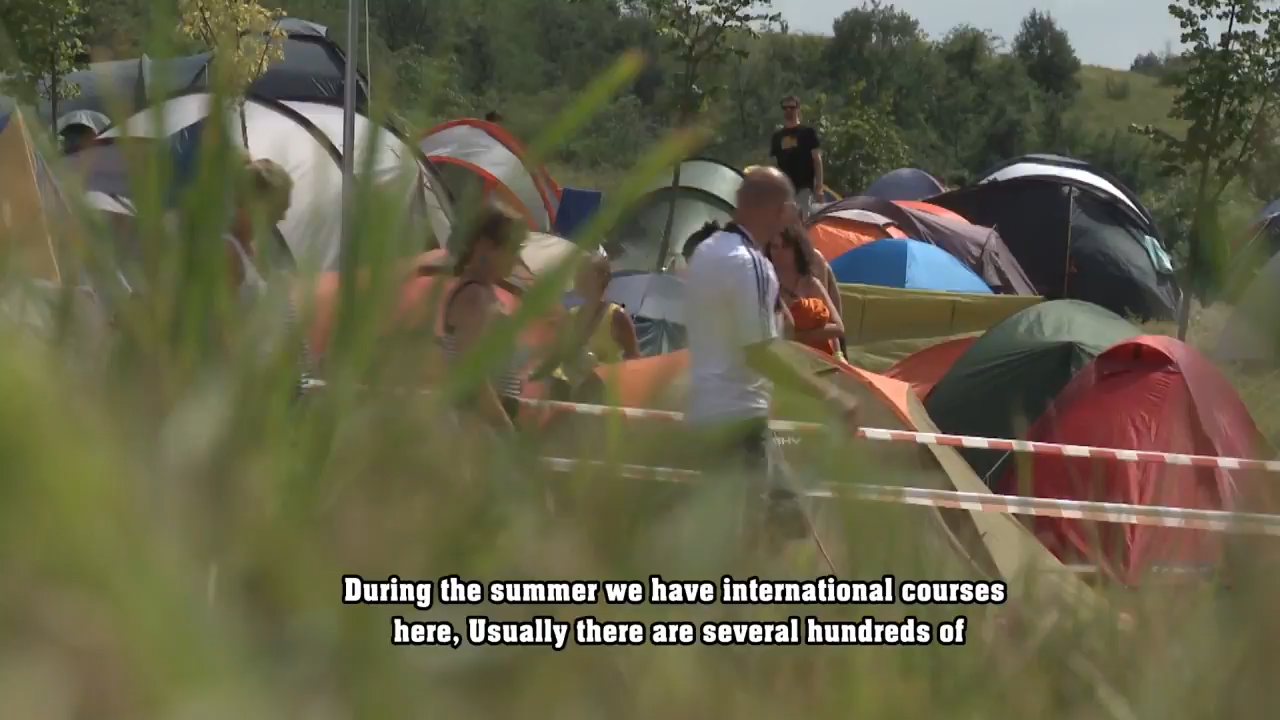 During the summer we have international courses
here, Usually there are several hundreds of